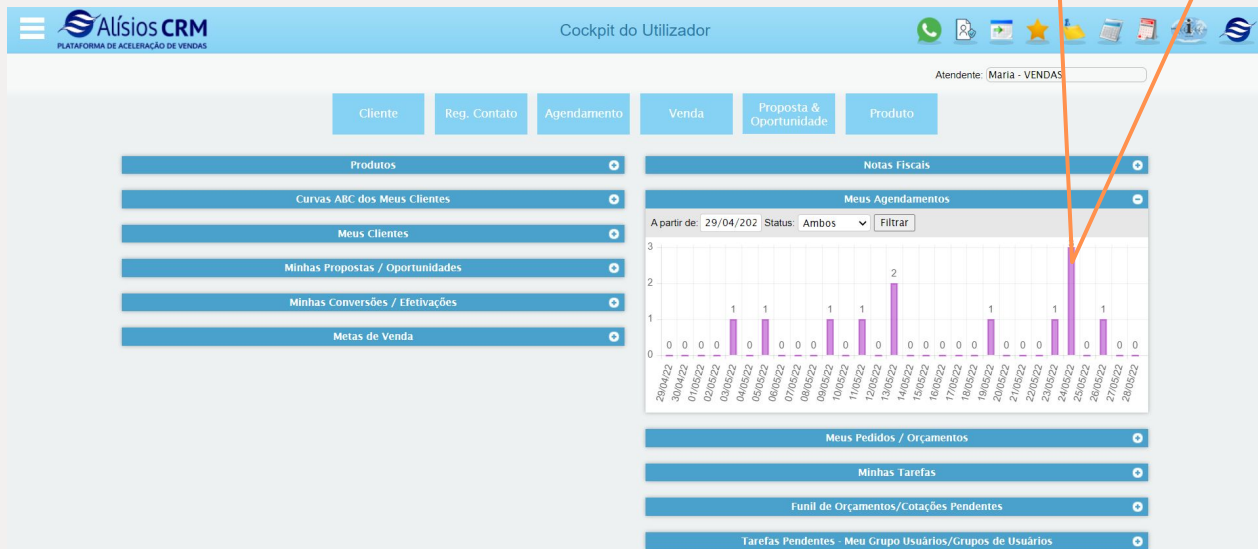 Alísios CRM
PLATAFORMA DE ACELERAÇÃO DE VENDAS
Cockpit do Utilizador
Atendente: Maria - VENDAS
Cliente
Reg. Contato
Agendamento
Venda
Proposta & Oportunidade
Produto
Produtos
Curvas ABC dos Meus Clientes
Meus Clientes
Minhas Propostas / Oportunidades
Minhas Conversões / Efetivações
Metas de Venda
Notas Fiscais
Meus Agendamentos
A partir de: 29/04/202 Status: Ambos Filtrar
3
2
2
1 1 1 1 1 1 1 1
0 0 0 0 0 0 0 0 0 0 0 0 0 0 0 0 0 0 0 0 0 0
29/04/22 30/04/22 01/05/22 02/05/22 03/05/22 04/05/22 05/05/22 06/05/22 07/05/22 08/05/22 09/05/22 10/05/22 11/05/22 12/05/22 13/05/22 14/05/22 15/05/22 16/05/22 17/05/22 18/05/22 19/05/22 20/05/22 21/05/22 22/05/22 23/05/22 24/05/22 25/05/22 26/05/22 27/05/22 28/05/22
Meus Pedidos / Orçamentos
Minhas Tarefas
Funil de Orçamentos/Cotações Pendentes
Tarefas Pendentes - Meu Grupo Usuários/Grupos de Usuários